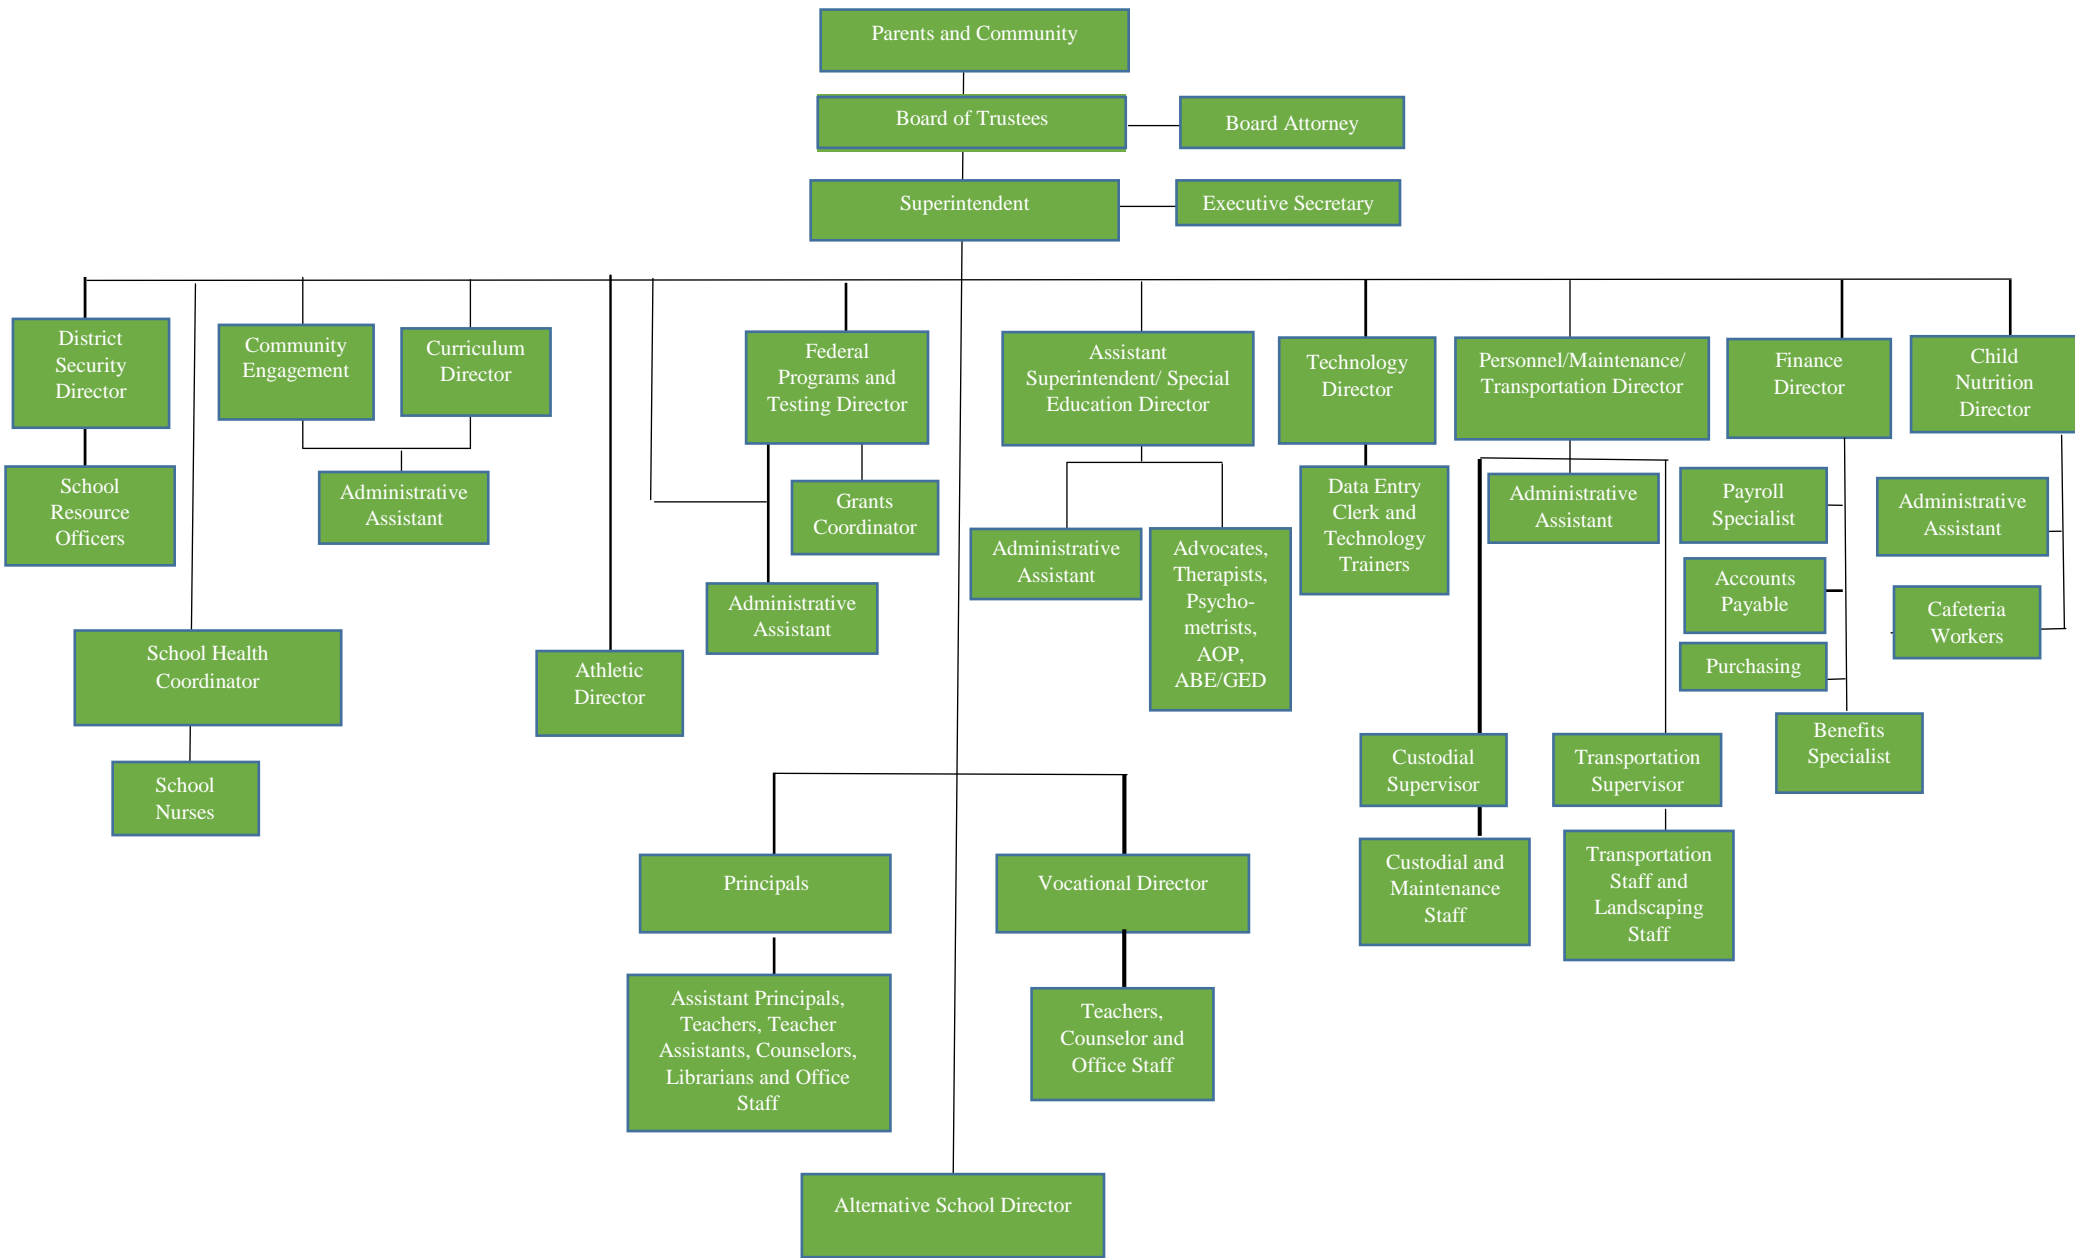 Parents and Community
Board of Trustees
Board Attorney
Superintendent
Executive Secretary
District
Security
Director
Community
Engagement
Curriculum
Director
Federal
Programs and
Testing Director
Assistant
Superintendent/ Special
Education Director
Technology
Director
Personnel/Maintenance/
Transportation Director
Finance
Director
Child
Nutrition
Director
School
Resource
Officers
Administrative
Assistant
Grants
Coordinator
Administrative
Assistant
Administrative
Assistant
Advocates,
Therapists,
Psycho-
metrists,
AOP,
ABE/GED
Data Entry
Clerk and
Technology
Trainers
Administrative
Assistant
Payroll
Specialist
Accounts
Payable
Purchasing
Benefits
Specialist
Administrative
Assistant
Cafeteria
Workers
School Health
Coordinator
Athletic
Director
School
Nurses
Custodial
Supervisor
Transportation
Supervisor
Custodial and
Maintenance
Staff
Transportation
Staff and
Landscaping
Staff
Principals
Vocational Director
Assistant Principals,
Teachers, Teacher
Assistants, Counselors,
Librarians and Office
Staff
Teachers,
Counselor and
Office Staff
Alternative School Director